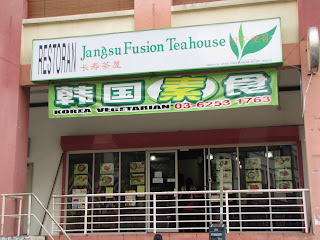 RESTORAN Jangsu Fusion Teahouse
长寿茶屋
韩国素食
KOREA VEGETARIAN 03-6253 1763